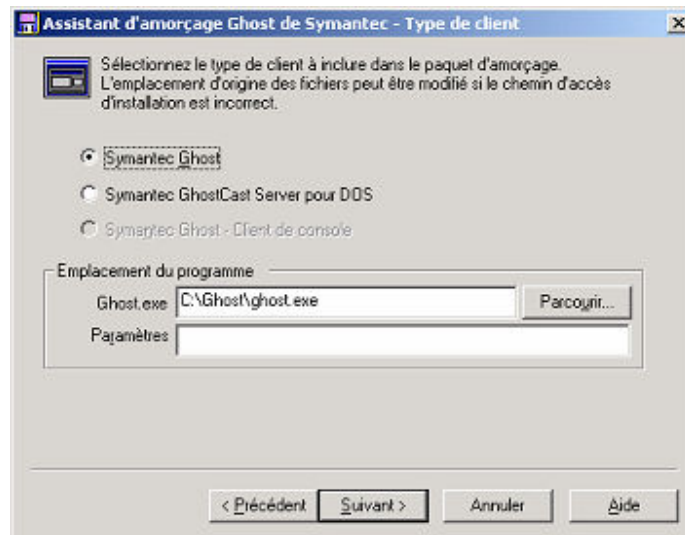 Assistant d'amorçage Ghost de Symantec - Type de client
Sélectionnez le type de client à inclure dans le paquet d'amorçage.
L'emplacement d'origine des fichiers peut être modifié si le chemin d'accès
d'installation est incorrect.
Symantec Ghost
Symantec GhostCast Server pour DOS
Symantec Ghost - Client de console
Emplacement du programme
Ghost.exe C:\Ghost\ghost.exe Parcourir...
Paramètres
< Précédent Suivant > Annuler Aide